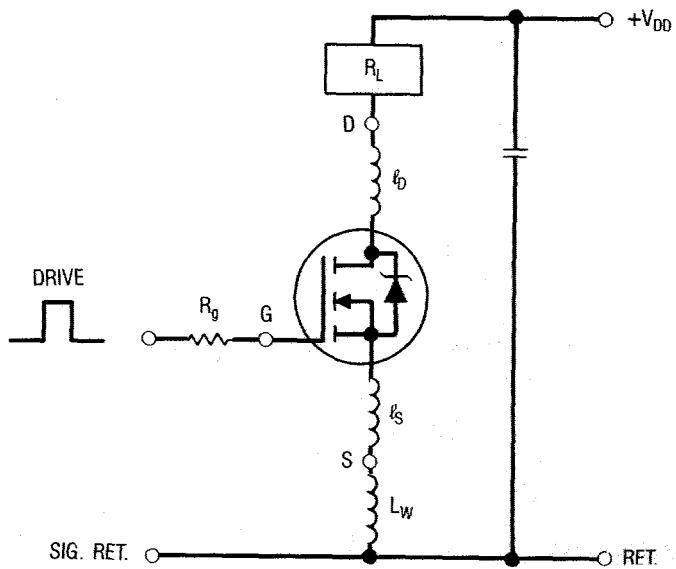 +V_DD
R_L
D
ℓ_D
DRIVE
R_g
G
ℓ_S
S
L_W
SIG. RET.
RET.